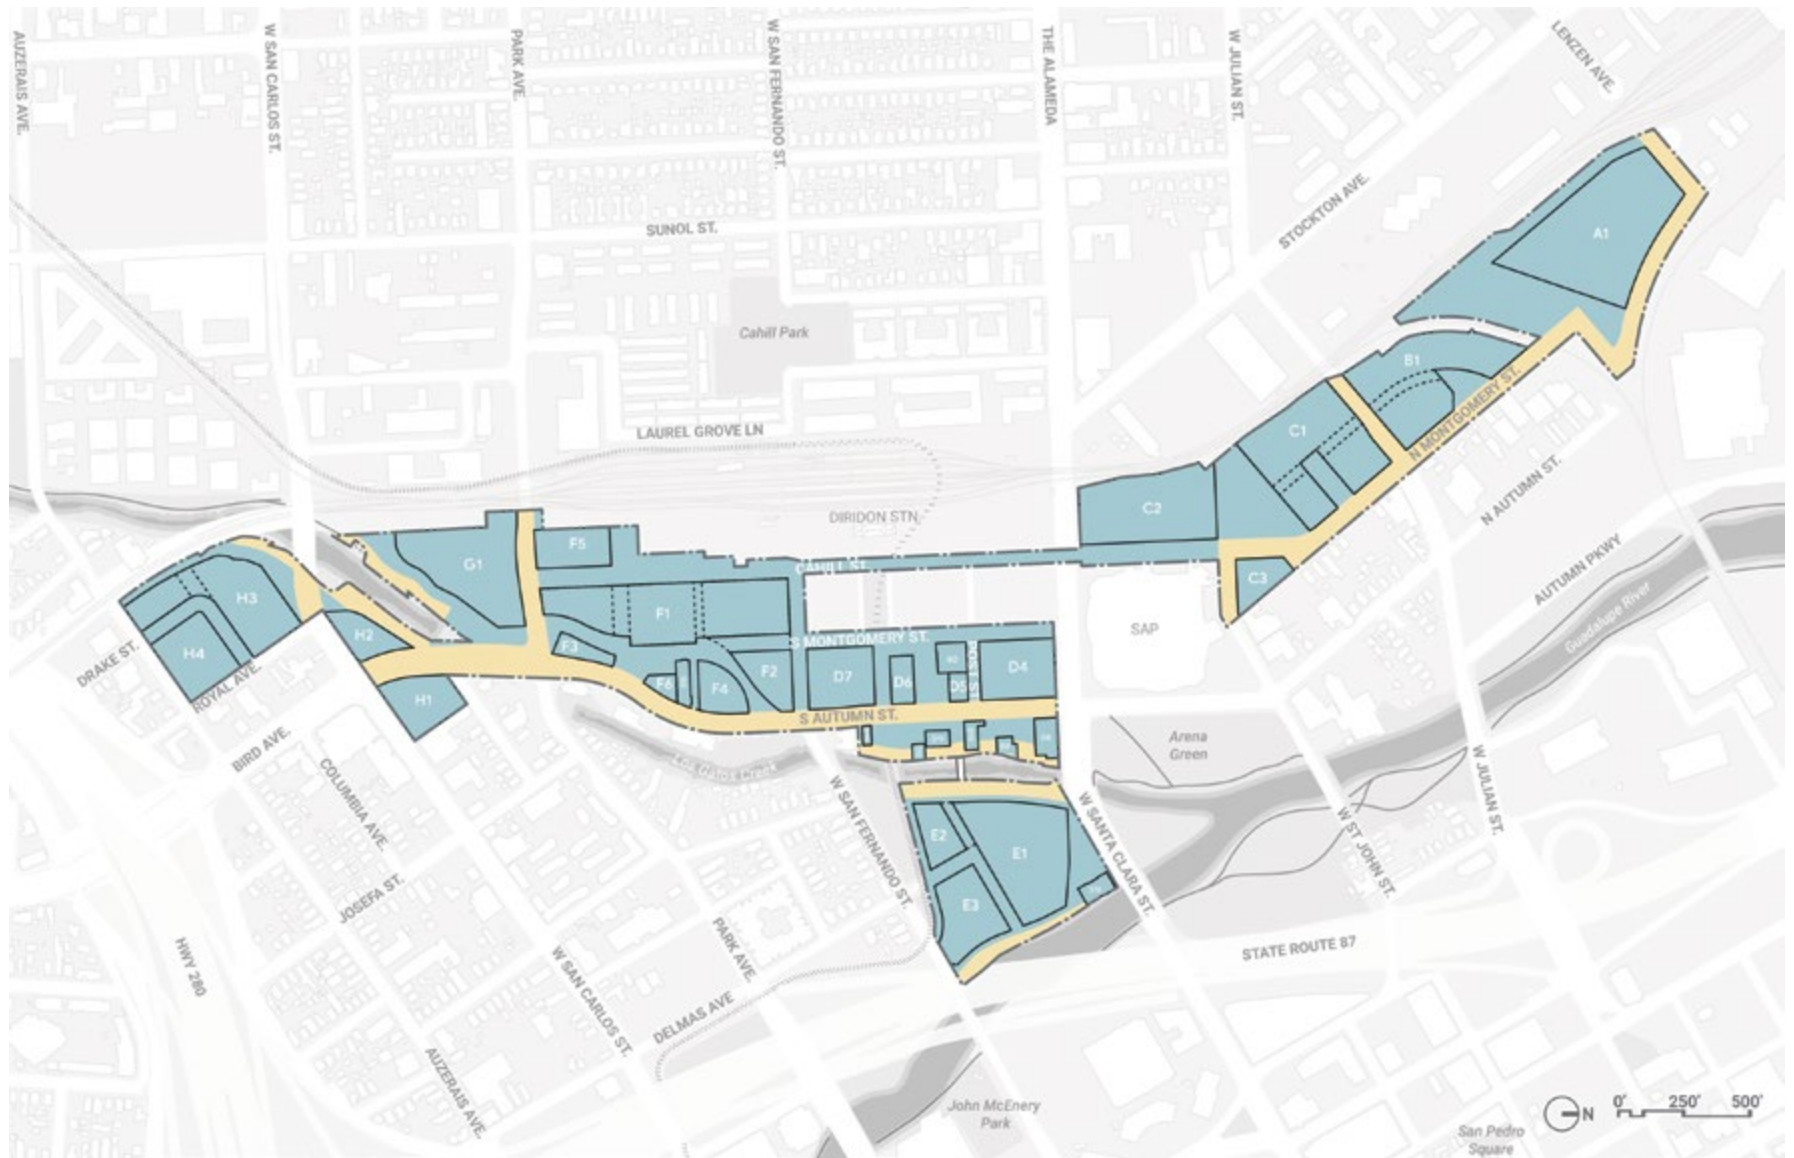 AUZERAIS AVE.
W SAN CARLOS ST.
PARK AVE.
W SAN FERNANDO ST.
THE ALAMEDA
W JULIAN ST.
LENZEN AVE.
STOCKTON AVE.
SUNOL ST.
A1
Cahill Park
B1
LAUREL GROVE LN
C1
N MONTGOMERY ST.
N AUTUMN ST.
C2
DIRIDON STN.
AUTUMN PKWY
Guadalupe River
F5
G1
CAHILL ST.
C3
H3
F1
SAP
H2
F3
S MONTGOMERY ST.
POST ST.
H4
DRAKE ST.
ROYAL AVE.
F6
F4
F2
D7
D6
D5
D4
H1
S AUTUMN ST.
BIRD AVE.
Los Gatos Creek
Arena
Green
COLUMBIA AVE.
W SAN FERNANDO ST.
W SANTA CLARA ST.
W ST JOHN ST.
W JULIAN ST.
E2
E1
E3
JOSEFA ST.
HWY 280
PARK AVE.
W SAN CARLOS ST.
DELMAS AVE
STATE ROUTE 87
AUZERAIS AVE.
John McEnery
Park
N
0' 250' 500'
San Pedro
Square